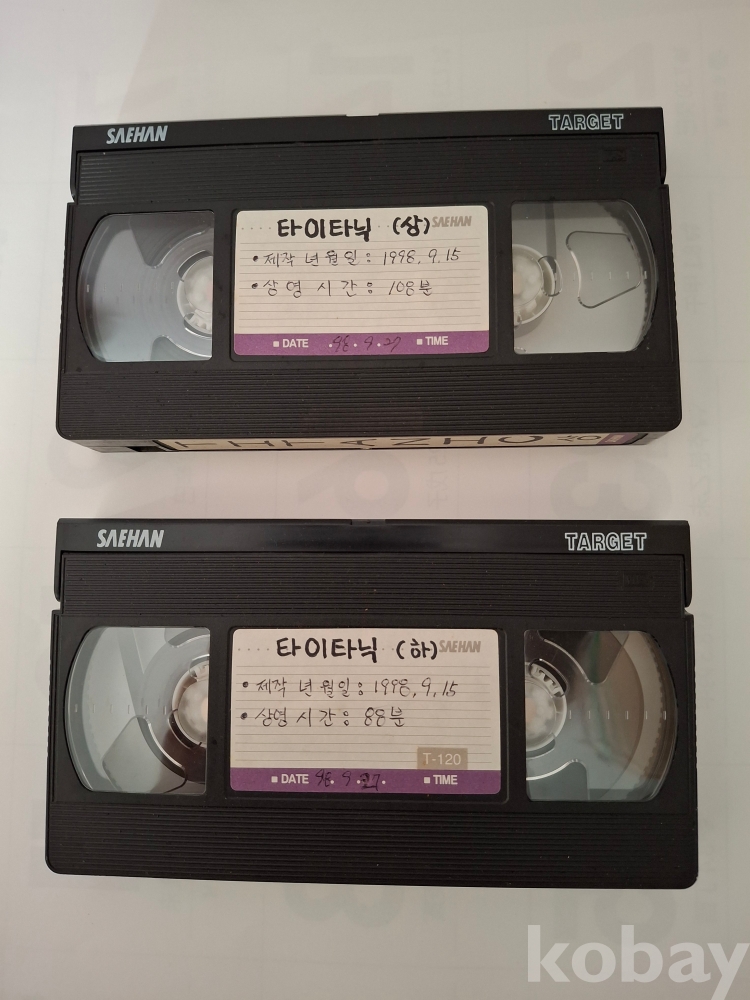 SAEHAN TARGET
타이타닉 (상) SAEHAN
• 제작 년월일 : 1998. 9. 15
• 상영 시간 : 108분
■ DATE 98. 9. 27 ■ TIME
SAEHAN TARGET
타이타닉 (하) SAEHAN
• 제작 년월일 : 1998. 9. 15
• 상영 시간 : 88분
T-120
■ DATE 98. 9. 27. ■ TIME
kobay